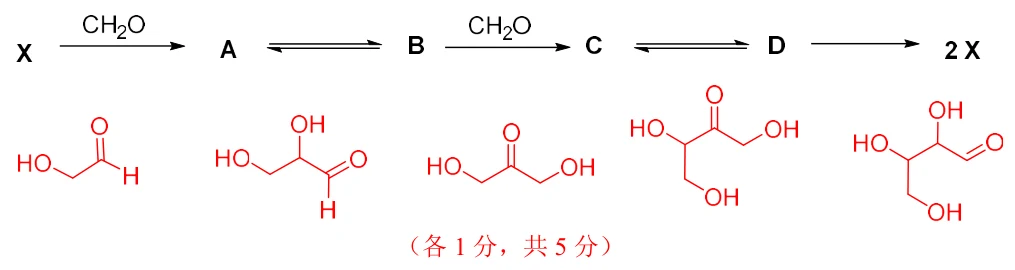 CH₂O CH₂O
X A B C D 2 X
O OH O O OH
HO H HO O HO OH HO OH HO O
H OH OH
(各 1 分，共 5 分)